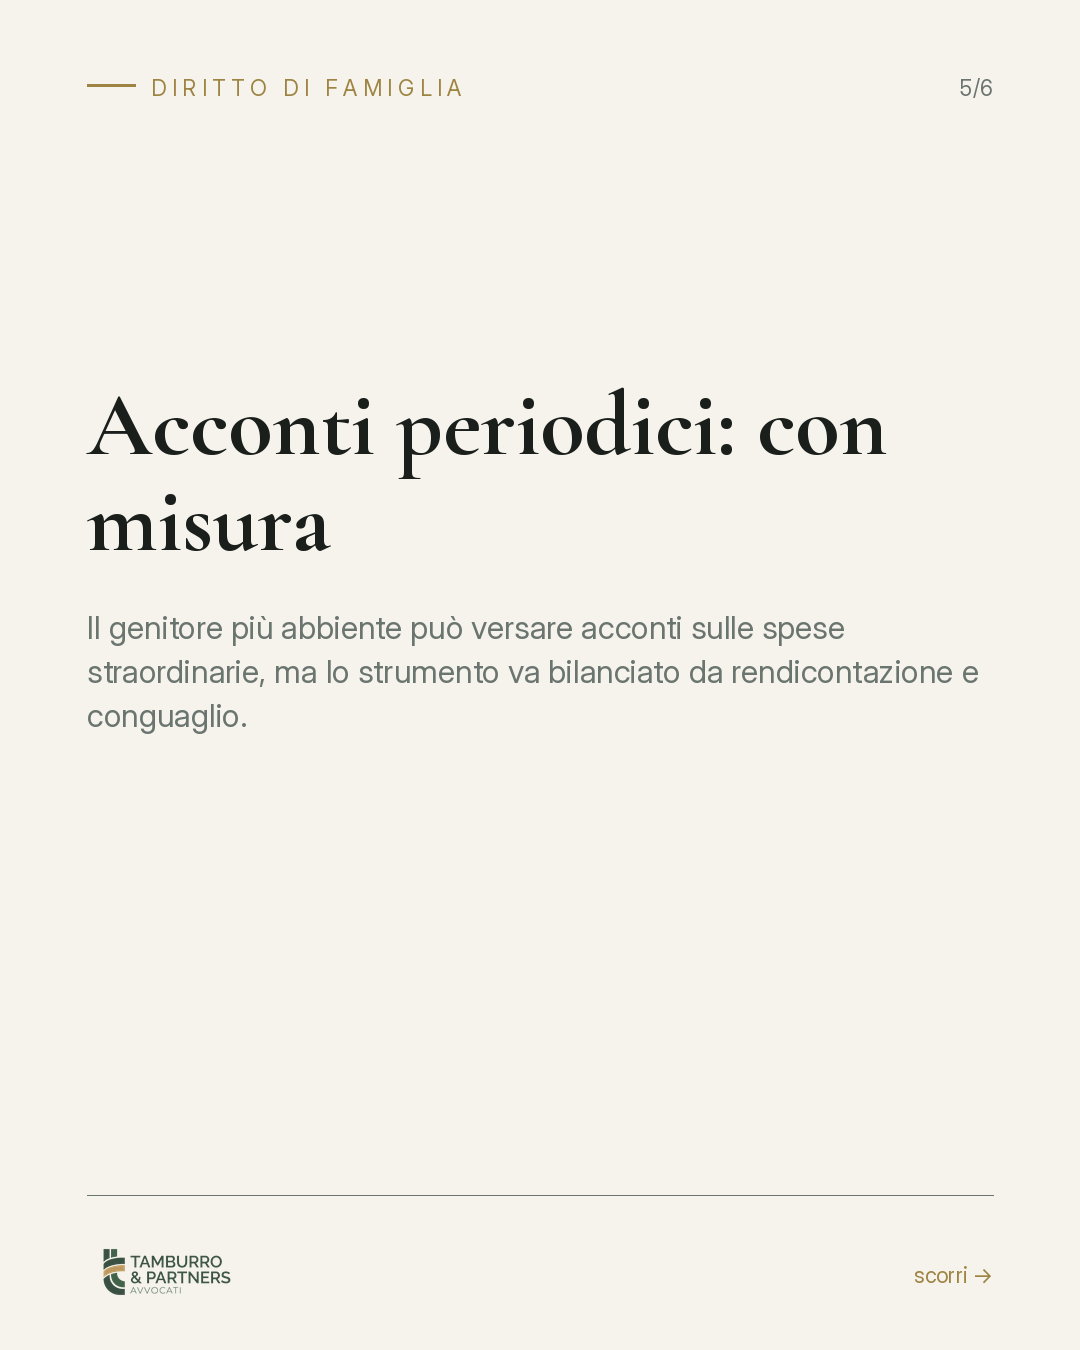 DIRITTO DI FAMIGLIA
5/6
Acconti periodici: con
misura
Il genitore più abbiente può versare acconti sulle spese
straordinarie, ma lo strumento va bilanciato da rendicontazione e
conguaglio.
TAMBURRO
& PARTNERS
AVVOCATI
scorri →